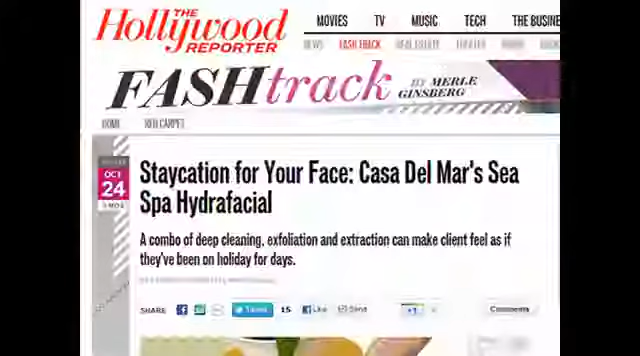 THE
Hollywood
REPORTER
MOVIES TV MUSIC TECH THE BUSINE
NEWS FASH TRACK REAL ESTATE
FASHtrack BY MERLE GINSBERG
HOME RED CARPET
OCT
24
Staycation for Your Face: Casa Del Mar's Sea
Spa Hydrafacial
A combo of deep cleaning, exfoliation and extraction can make client feel as if
they've been on holiday for days.
SHARE Tweet 15 Like Send +1 Comments